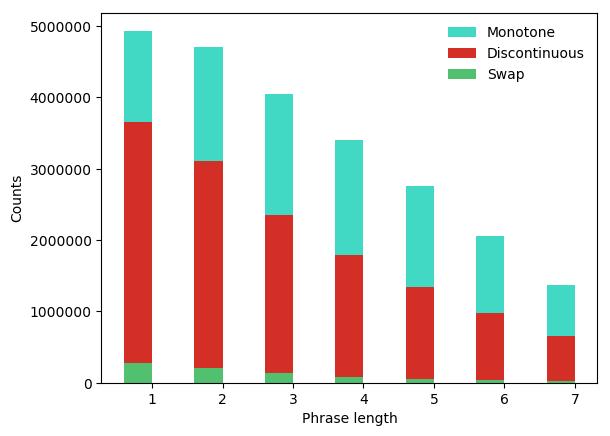 5000000
4000000
3000000
2000000
1000000
0
Counts
Monotone
Discontinuous
Swap
1 2 3 4 5 6 7
Phrase length